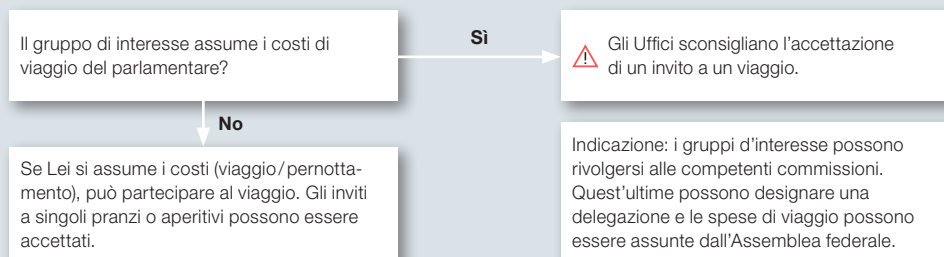 Il gruppo di interesse assume i costi di
viaggio del parlamentare?
Sì
Gli Uffici sconsigliano l'accettazione
di un invito a un viaggio.
No
Se Lei si assume i costi (viaggio/pernotta-
mento), può partecipare al viaggio. Gli inviti
a singoli pranzi o aperitivi possono essere
accettati.
Indicazione: i gruppi d'interesse possono
rivolgersi alle competenti commissioni.
Quest'ultime possono designare una
delegazione e le spese di viaggio possono
essere assunte dall'Assemblea federale.